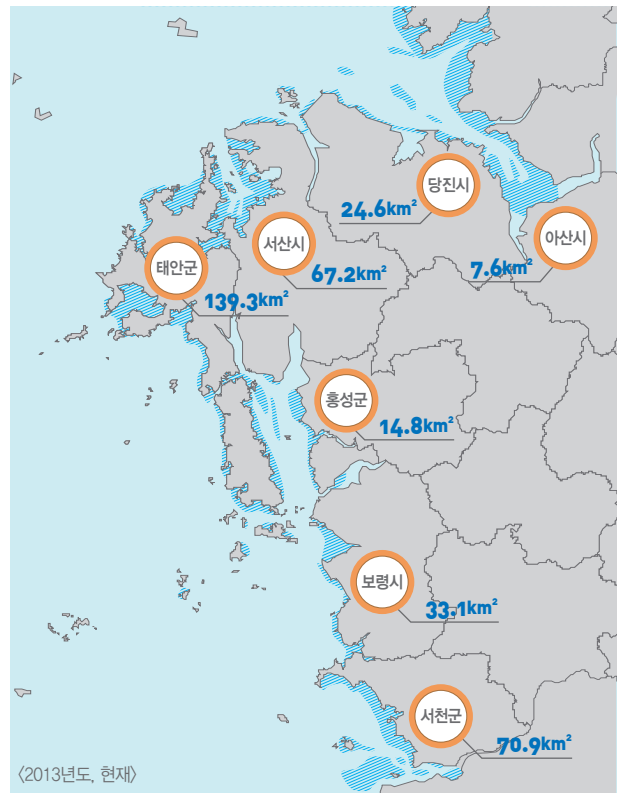 당진시
24.6km²
아산시
7.6km²
서산시
67.2km²
태안군
139.3km²
홍성군
14.8km²
보령시
33.1km²
서천군
70.9km²
〈2013년도, 현재〉